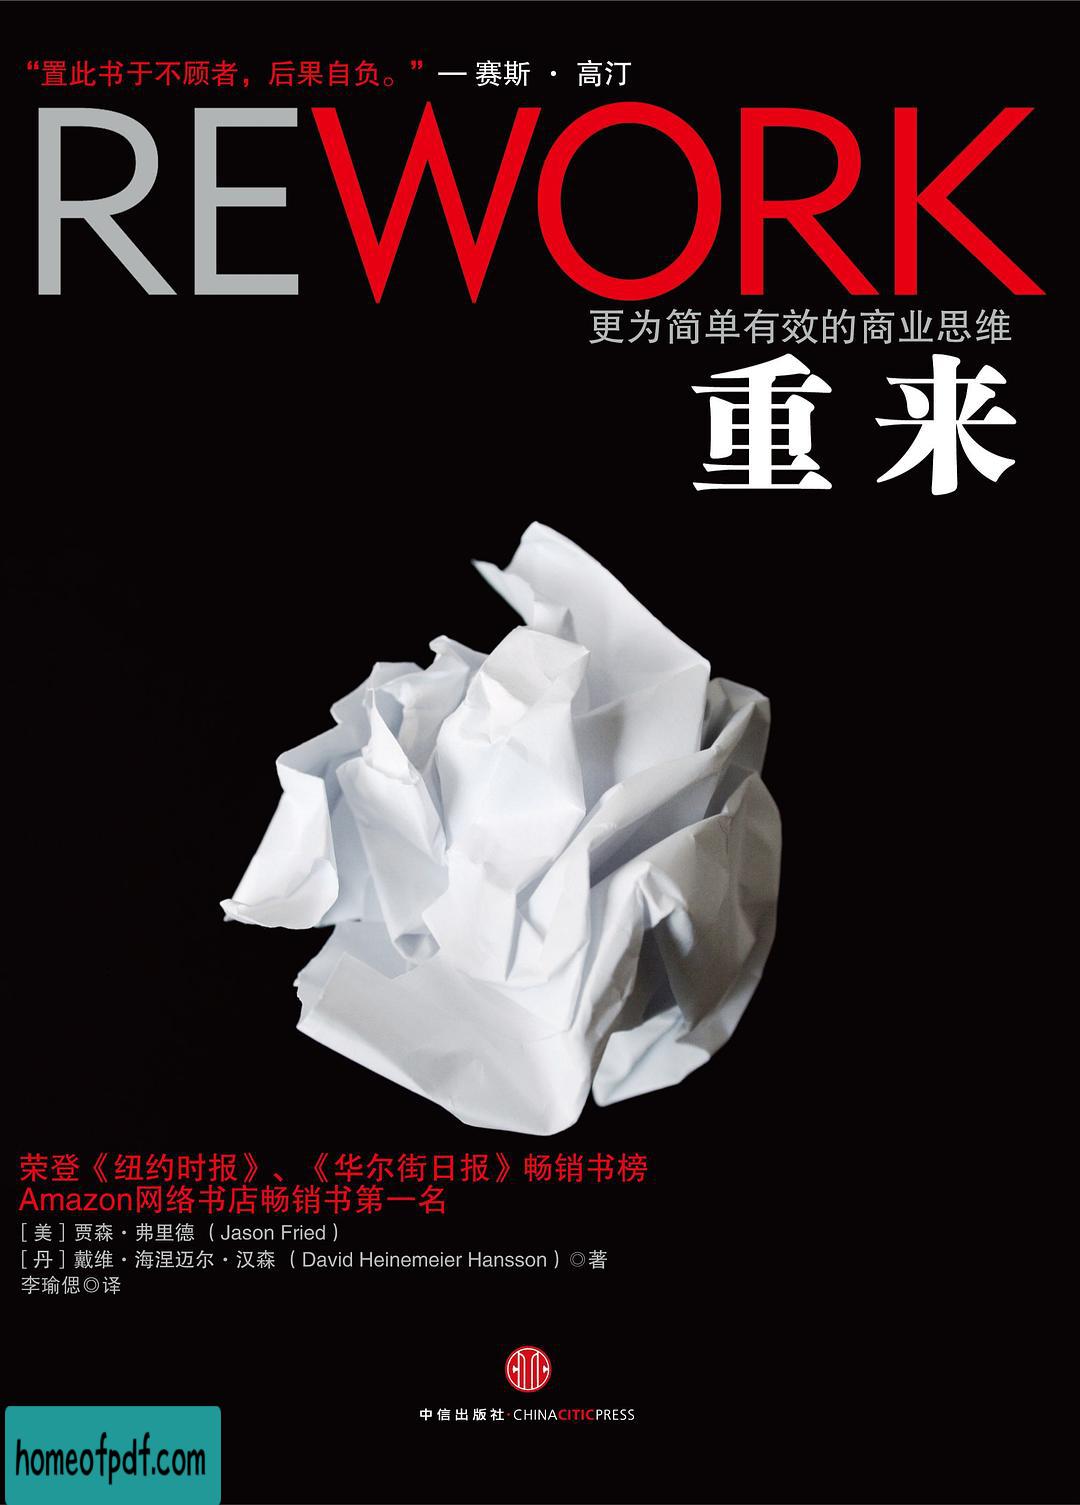 “置此书于不顾者，后果自负。” — 赛斯 · 高汀
REWORK
更为简单有效的商业思维
重来
荣登《纽约时报》、《华尔街日报》畅销书榜
Amazon网络书店畅销书第一名
[ 美 ] 贾森 · 弗里德 （ Jason Fried ）
[ 丹 ] 戴维 · 海涅迈尔 · 汉森 （ David Heinemeier Hansson ）◎著
李瑜偲◎译
中信出版社·CHINACITICPRESS
homeofpdf.com